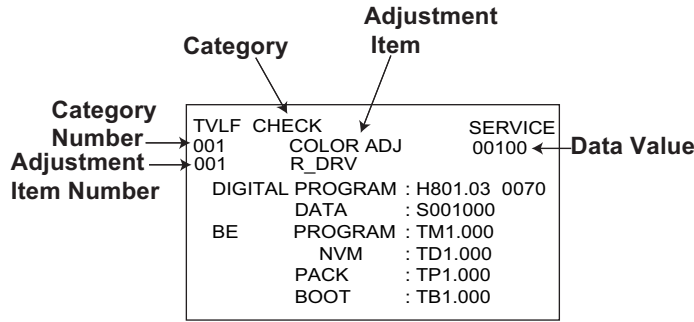 Adjustment
Item
Category
Category
Number
Adjustment
Item Number
TVLF CHECK SERVICE
001 COLOR ADJ 00100
001 R_DRV
Data Value
DIGITAL PROGRAM : H801.03 0070
DATA : S001000
BE PROGRAM : TM1.000
NVM : TD1.000
PACK : TP1.000
BOOT : TB1.000